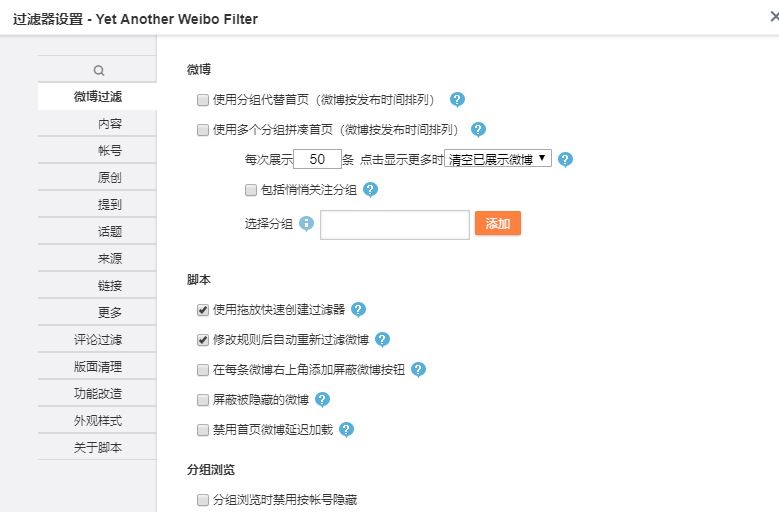 过滤器设置 - Yet Another Weibo Filter
微博过滤
内容
帐号
原创
提到
话题
来源
链接
更多
评论过滤
版面清理
功能改造
外观样式
关于脚本
微博
使用分组代替首页（微博按发布时间排列）
使用多个分组拼凑首页（微博按发布时间排列）
每次展示 50 条 点击显示更多时 清空已展示微博
包括悄悄关注分组
选择分组 添加
脚本
使用拖放快速创建过滤器
修改规则后自动重新过滤微博
在每条微博右上角添加屏蔽微博按钮
屏蔽被隐藏的微博
禁用首页微博延迟加载
分组浏览
分组浏览时禁用按帐号隐藏